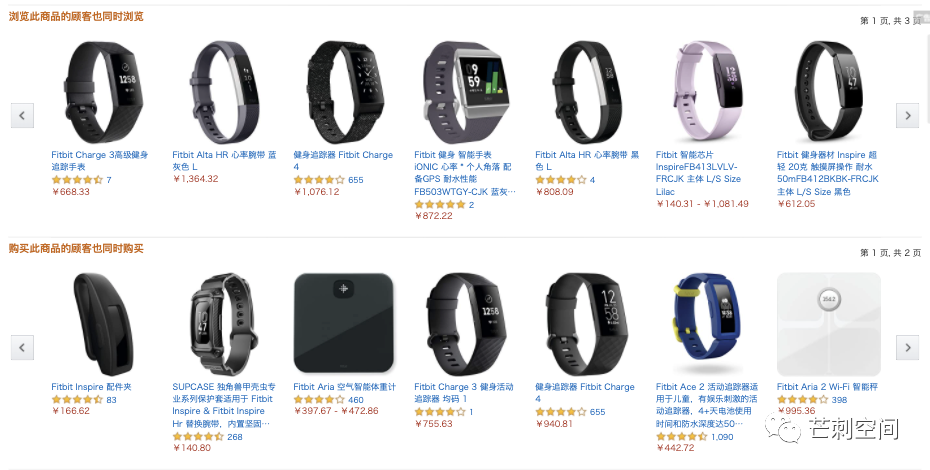 浏览此商品的顾客也同时浏览
第 1 页, 共 3 页
Fitbit Charge 3高级健身
追踪手表
7
￥668.33
Fitbit Alta HR 心率腕带 蓝
灰色 L
￥1,364.32
健身追踪器 Fitbit Charge
4
655
￥1,076.12
Fitbit 健身 智能手表
IONIC 心率 * 个人角落 配
备GPS 耐水性能
FB503WTGY-CJK 蓝灰…
2
￥872.22
Fitbit Alta HR 心率腕带 黑
色 L
4
￥808.09
Fitbit 智能芯片
InspireFB413LVLV-
FRCJK 主体 L/S Size
Lilac
￥140.31 - ￥1,081.49
Fitbit 健身器材 Inspire 超
轻 20克 触摸屏操作 耐水
50mFB412BKBK-FRCJK
主体 L/S Size 黑色
￥612.05
购买此商品的顾客也同时购买
第 1 页, 共 2 页
Fitbit Inspire 配件夹
83
￥166.62
SUPCASE 独角兽甲壳虫专
业系列保护套适用于 Fitbit
Inspire & Fitbit Inspire
Hr 替换腕带，内置坚固…
268
￥140.80
Fitbit Aria 空气智能体重计
460
￥397.67 - ￥472.86
Fitbit Charge 3 健身活动
追踪器 均码 1
1
￥755.63
健身追踪器 Fitbit Charge
4
655
￥940.81
Fitbit Ace 2 活动追踪器适
用于儿童，有娱乐刺激的活
动追踪器，4+天电池使用
时间和防水深度达50…
1,090
￥442.72
Fitbit Aria 2 Wi-Fi 智能秤
398
￥995.36
芒刺空间